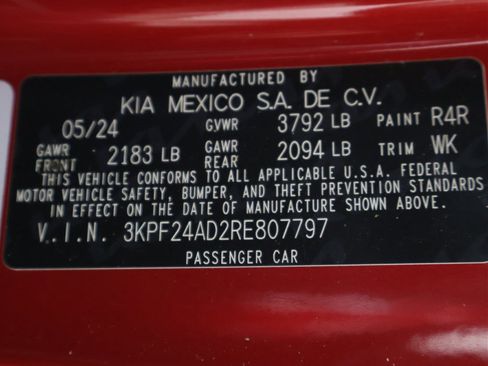 MANUFACTURED BY
KIA MEXICO S.A. DE C.V.
05/24 GVWR 3792 LB PAINT R4R
GAWR FRONT 2183 LB GAWR REAR 2094 LB TRIM WK
THIS VEHICLE CONFORMS TO ALL APPLICABLE U.S.A. FEDERAL
MOTOR VEHICLE SAFETY, BUMPER, AND THEFT PREVENTION STANDARDS
IN EFFECT ON THE DATE OF MANUFACTURE SHOWN ABOVE.
V.I.N. 3KPF24AD2RE807797
PASSENGER CAR